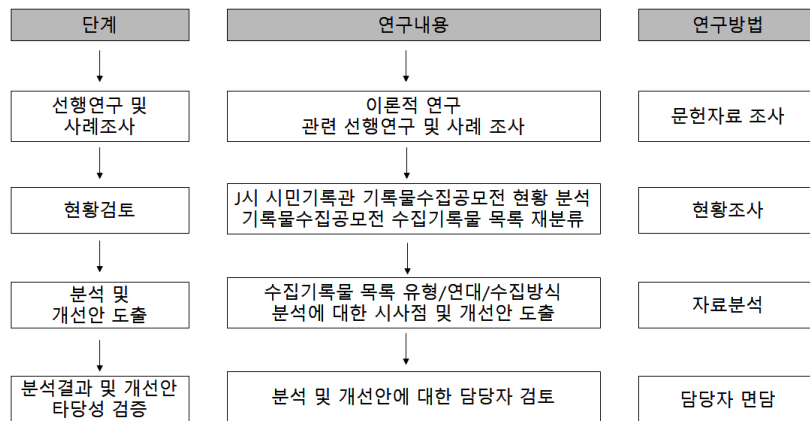 단계
연구내용
연구방법
선행연구 및
사례조사
이론적 연구
관련 선행연구 및 사례 조사
문헌자료 조사
현황검토
J시 시민기록관 기록물수집공모전 현황 분석
기록물수집공모전 수집기록물 목록 재분류
현황조사
분석 및
개선안 도출
수집기록물 목록 유형/연대/수집방식
분석에 대한 시사점 및 개선안 도출
자료분석
분석결과 및 개선안
타당성 검증
분석 및 개선안에 대한 담당자 검토
담당자 면담